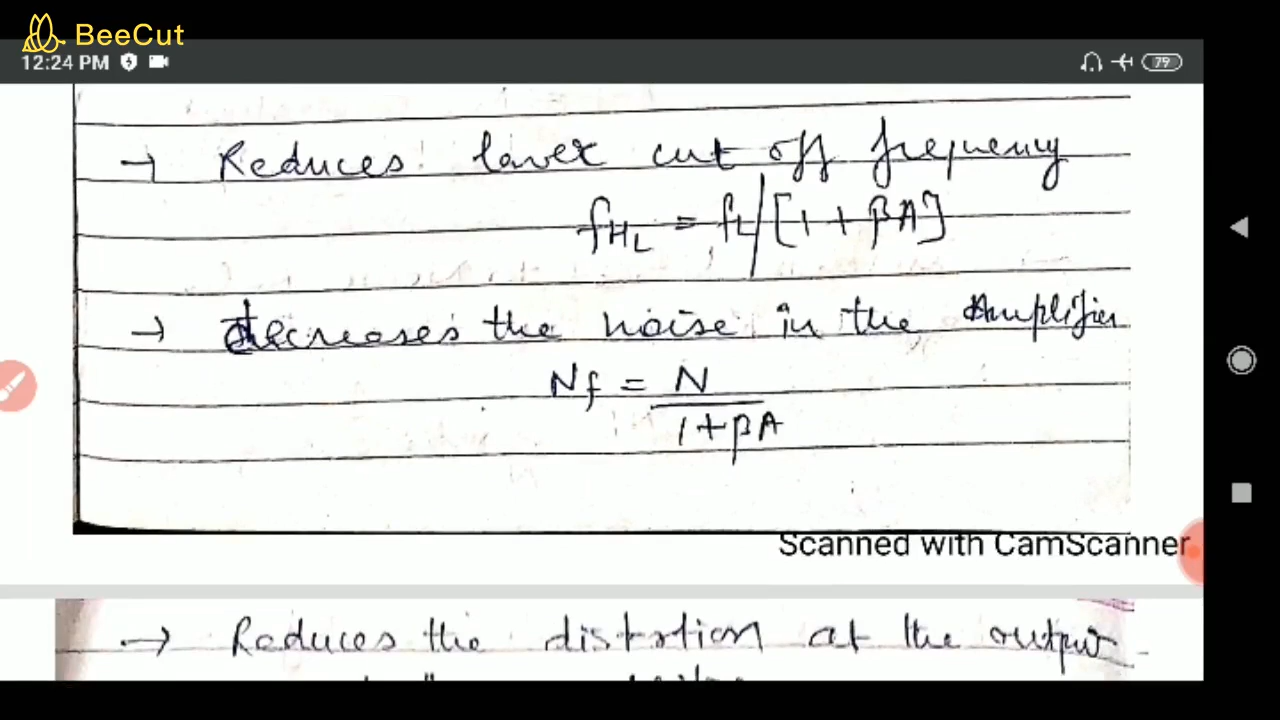 BeeCut
12:24 PM
79
→ Reduces lower cut off frequency
fHL = fL/[1 + βA]
→ decreases the noise in the Amplifier
Nf = N
1+βA
Scanned with CamScanner
→ Reduces the distortion at the output